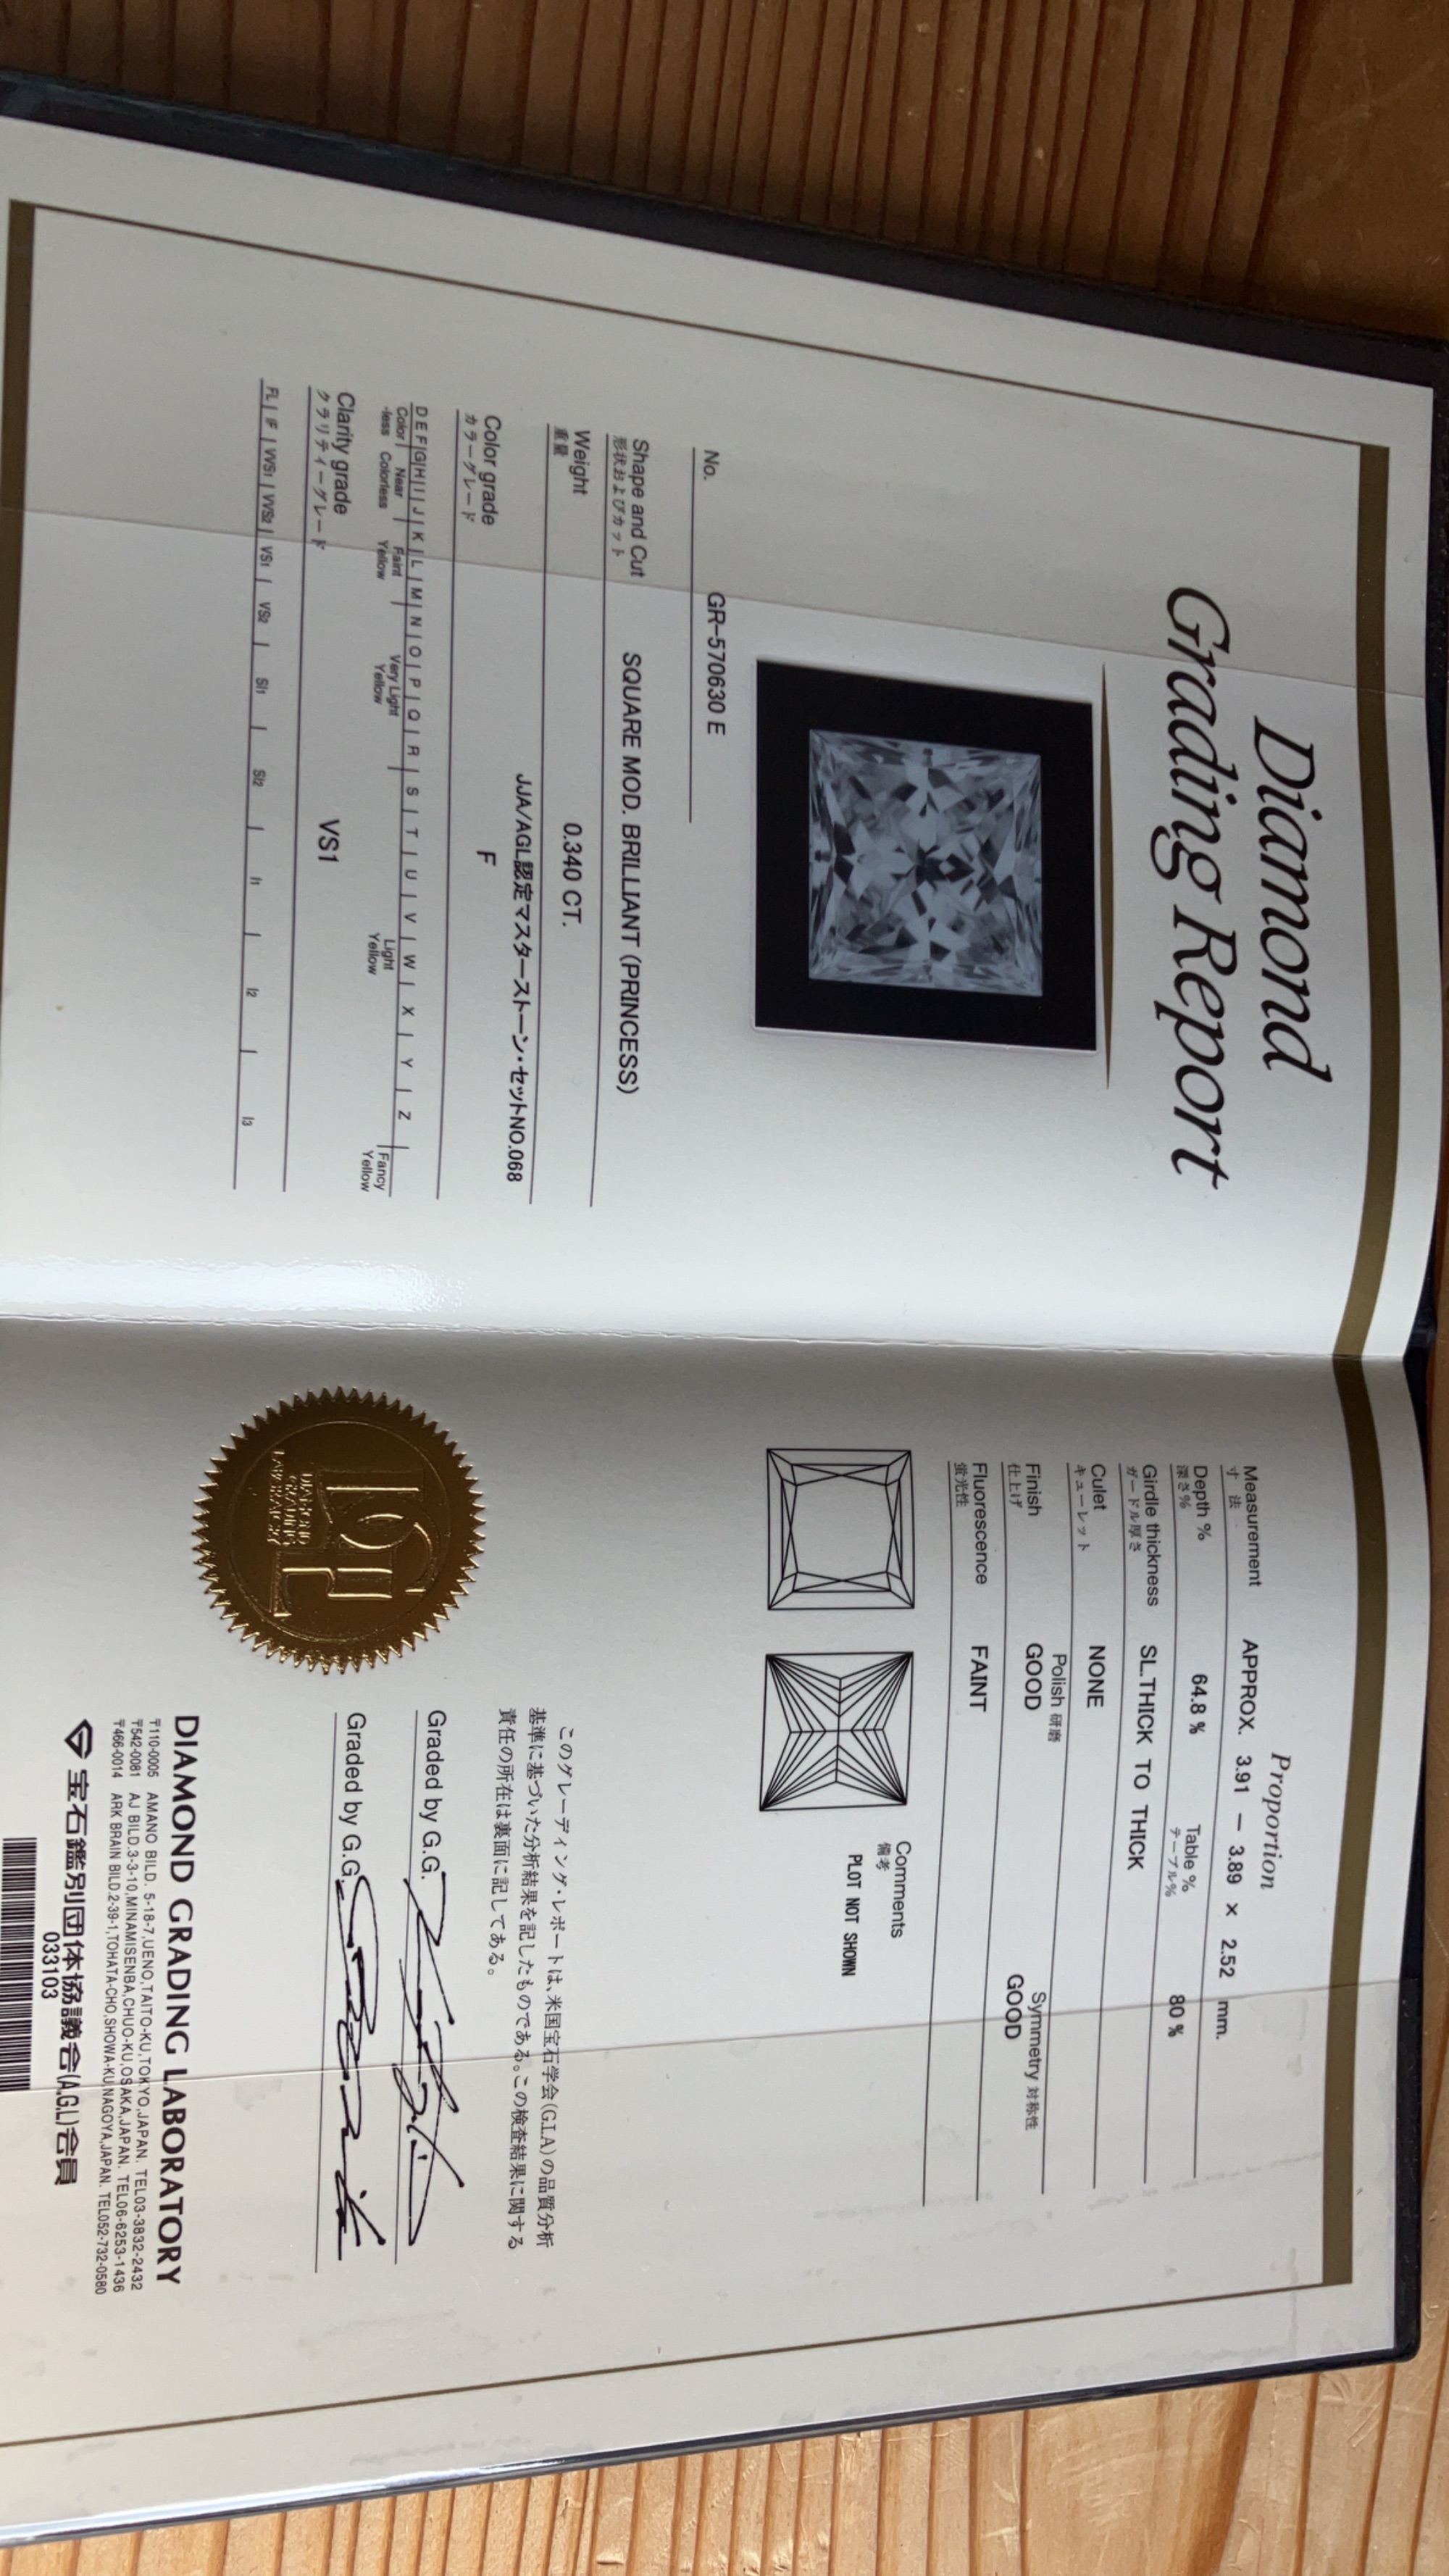 Diamond
Grading Report
No. GR-570630 E
Shape and Cut SQUARE MOD. BRILLIANT (PRINCESS)
形状およびカット
Weight 0.340 CT.
重量
JJA/AGL認定マスターストーン・セットNO.068
Color grade F
カラーグレード
D E F G H I J K L M N O P Q R S T U V W X Y Z
Color-less Near Colorless Faint Yellow Very Light Yellow Light Yellow Fancy Yellow
Clarity grade VS1
クラリティーグレード
FL IF VVS1 VVS2 VS1 VS2 SI1 SI2 I1 I2 I3
Proportion
Measurement APPROX. 3.91 － 3.89 × 2.52 mm.
寸法
Depth % 64.8 % Table % 80 %
深さ% テーブル%
Girdle thickness SL.THICK TO THICK
ガードル厚さ
Culet NONE
キューレット
Polish 研磨 Symmetry 対称性
Finish GOOD GOOD
仕上げ
Fluorescence FAINT
蛍光性
Comments
備考
PLOT NOT SHOWN
このグレーディング・レポートは、米国宝石学会(G.I.A)の品質分析
基準に基づいた分析結果を記したものである。この検査結果に関する
責任の所在は裏面に記してある。
Graded by G.G.
Graded by G.G.
DGL
DIAMOND
GRADING
LABORATORY
DIAMOND GRADING LABORATORY
〒110-0005 AMANO BILD. 5-18-7,UENO,TAITO-KU,TOKYO,JAPAN. TEL03-3832-2432
〒542-0081 AJ BILD.3-3-10,MINAMISENBA,CHUO-KU,OSAKA,JAPAN. TEL06-6253-1436
〒466-0014 ARK BRAIN BILD.2-39-1,TOHATA-CHO,SHOWA-KU,NAGOYA,JAPAN. TEL052-732-0580
宝石鑑別団体協議会(A.G.L)会員
033103